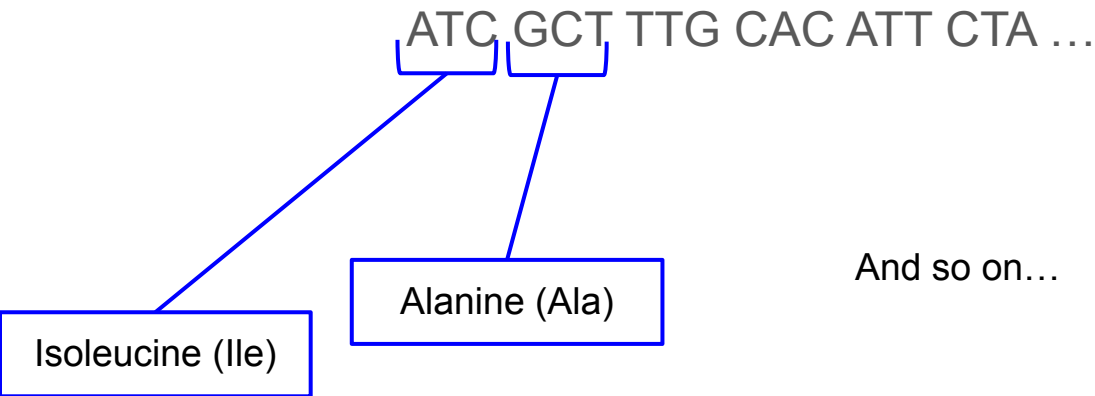 ATC GCT TTG CAC ATT CTA …
And so on…
Alanine (Ala)
Isoleucine (Ile)